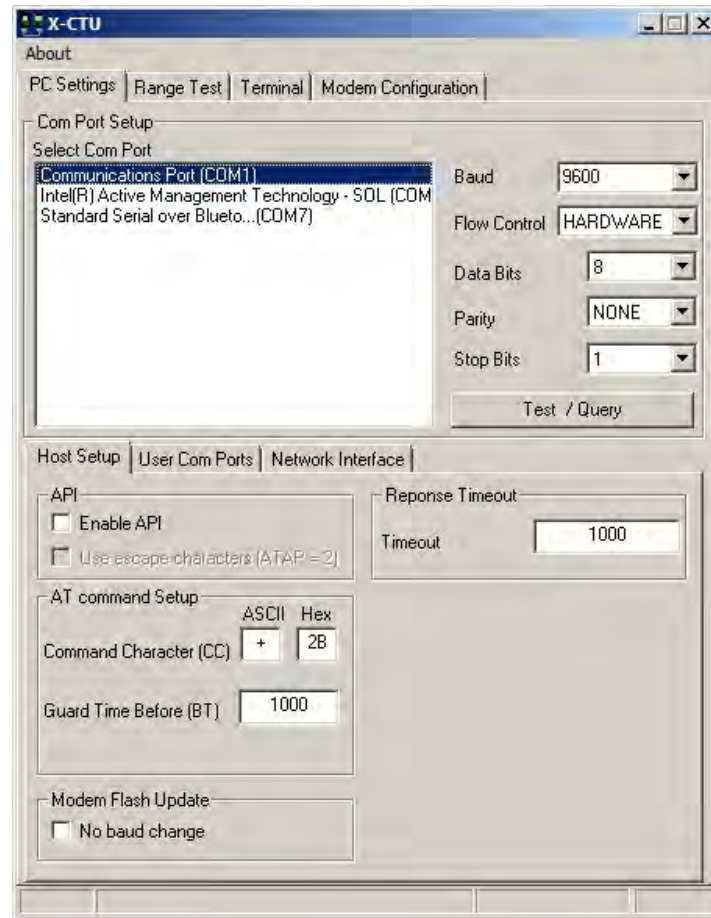 X-CTU
About
PC Settings Range Test Terminal Modem Configuration
Com Port Setup
Select Com Port
Communications Port (COM1)
Intel(R) Active Management Technology - SOL (COM
Standard Serial over Blueto...(COM7)
Baud 9600
Flow Control HARDWARE
Data Bits 8
Parity NONE
Stop Bits 1
Test / Query
Host Setup User Com Ports Network Interface
API
Enable API
Use escape characters (ATAP = 2)
Reponse Timeout
Timeout 1000
AT command Setup
ASCII Hex
Command Character (CC) + 2B
Guard Time Before (BT) 1000
Modem Flash Update
No baud change